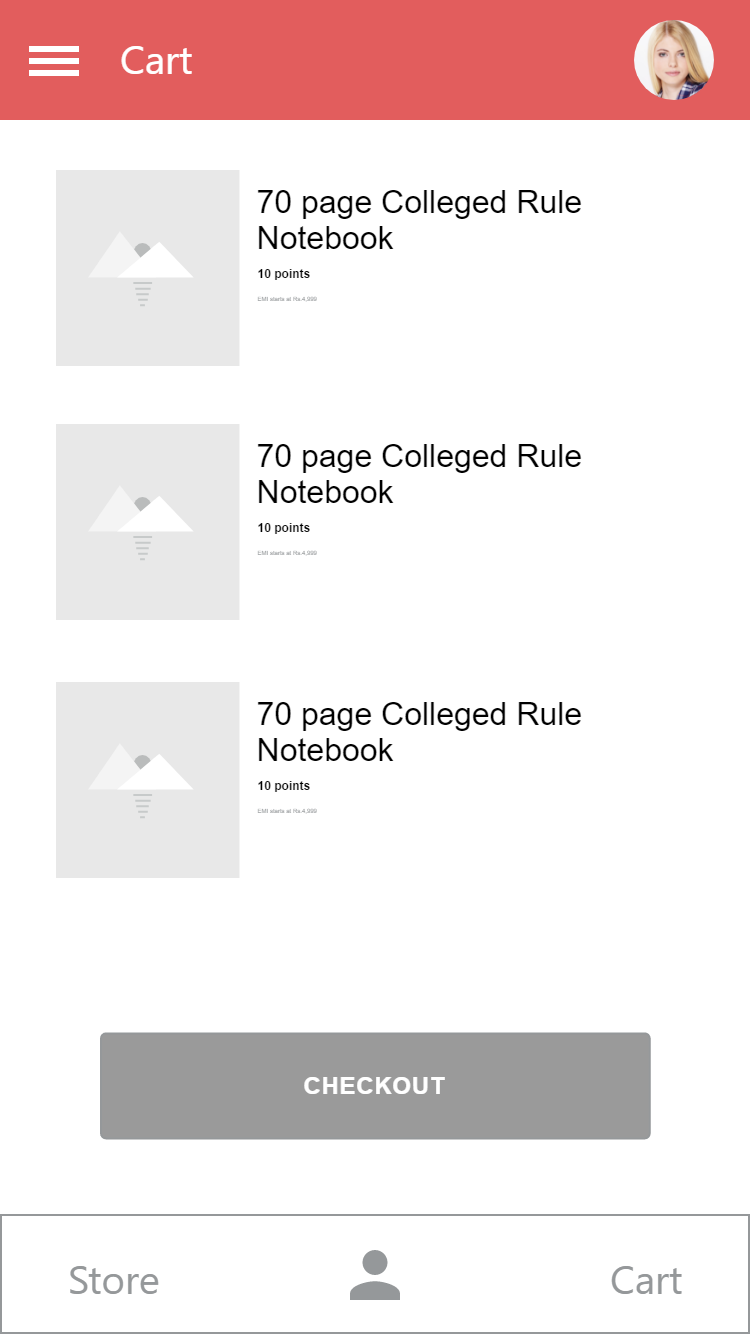 Cart
70 page Colleged Rule
Notebook
10 points
EMI starts at Rs.4,999
70 page Colleged Rule
Notebook
10 points
EMI starts at Rs.4,999
70 page Colleged Rule
Notebook
10 points
EMI starts at Rs.4,999
CHECKOUT
Store
Cart